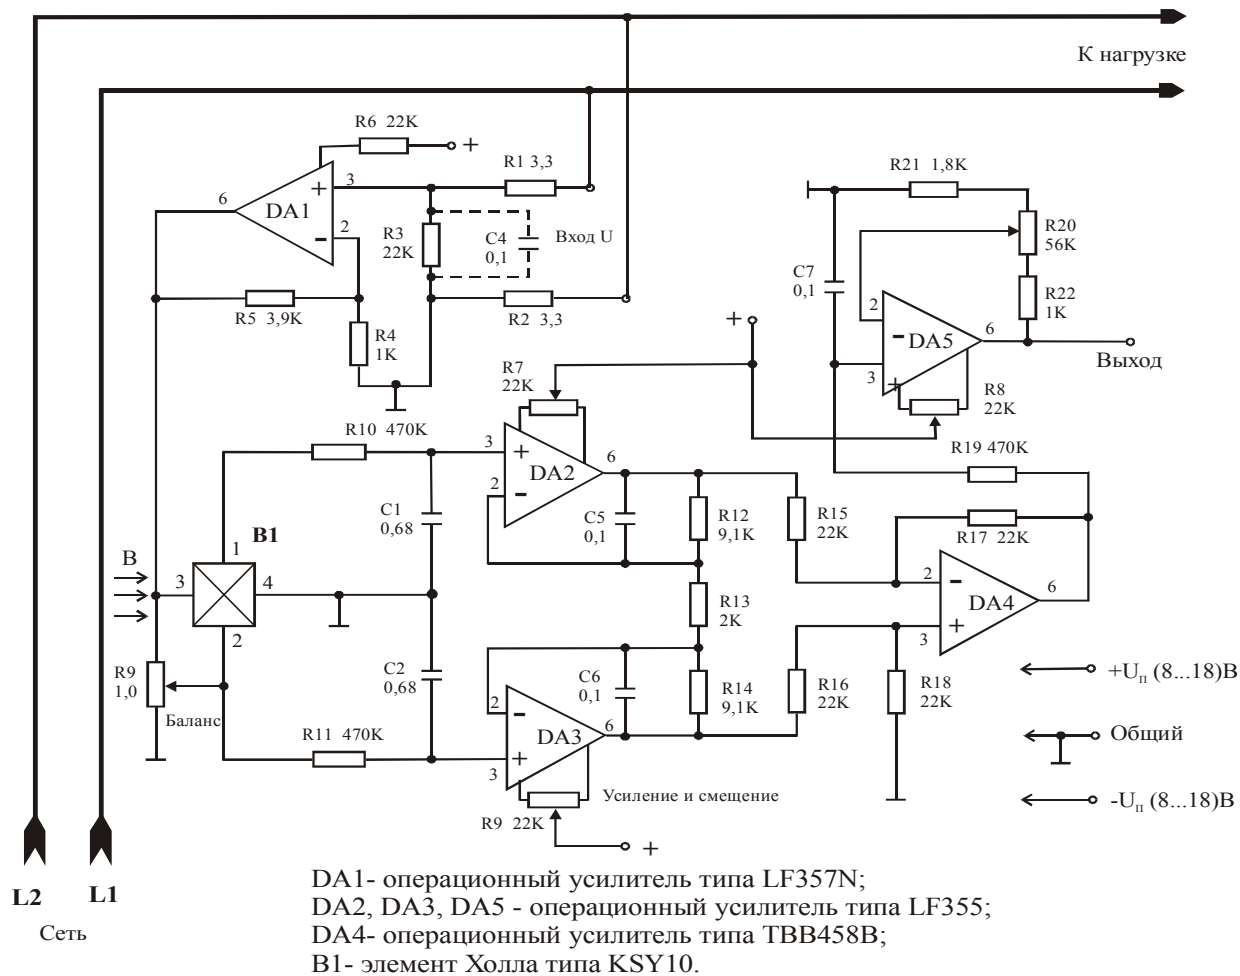 К нагрузке
R6 22K
+
R1 3,3
R21 1,8K
6
+
3
DA1
2
-
R3
22K
C4
0,1
Вход U
R20
56K
C7
0,1
R22
1K
R5 3,9K
R4
1K
R2 3,3
+
2
-
DA5
6
3
+
Выход
R7
22K
R8
22K
R10 470K
3
+
DA2
6
2
-
R19 470K
C1
0,68
C5
0,1
R12
9,1K
R15
22K
R17 22K
B1
B
1
3
4
2
R13
2K
2
-
DA4
6
+
3
R9
1,0
Баланс
C2
0,68
C6
0,1
R14
9,1K
R16
22K
R18
22K
+Uп (8...18)В
R11 470K
2
-
DA3
6
+
3
Общий
Усиление и смещение
-Uп (8...18)В
R9 22K
+
L2
L1
Сеть
DA1- операционный усилитель типа LF357N;
DA2, DA3, DA5 - операционный усилитель типа LF355;
DA4- операционный усилитель типа TBB458B;
B1- элемент Холла типа KSY10.